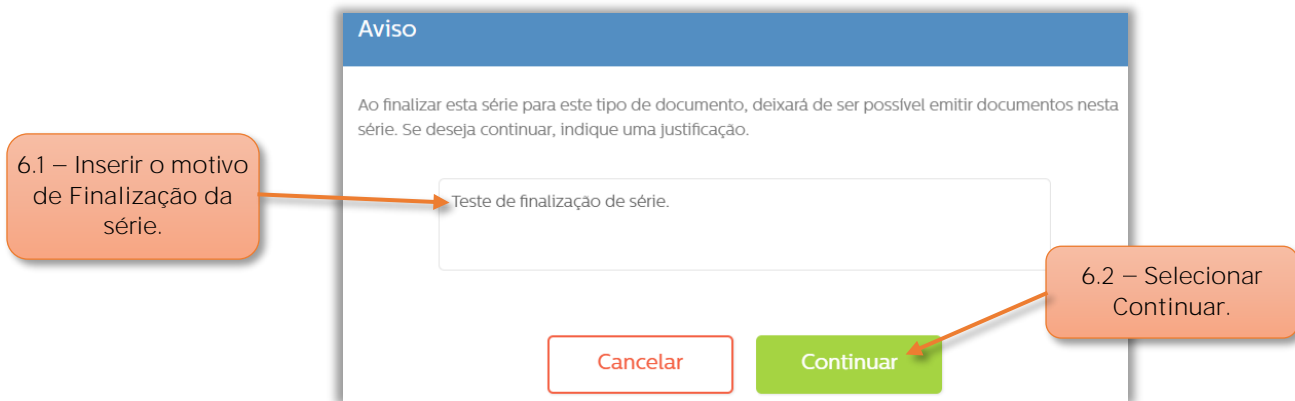 Aviso
Ao finalizar esta série para este tipo de documento, deixará de ser possível emitir documentos nesta
série. Se deseja continuar, indique uma justificação.
6.1 – Inserir o motivo
de Finalização da
série.
Teste de finalização de série.
6.2 – Selecionar
Continuar.
Cancelar
Continuar